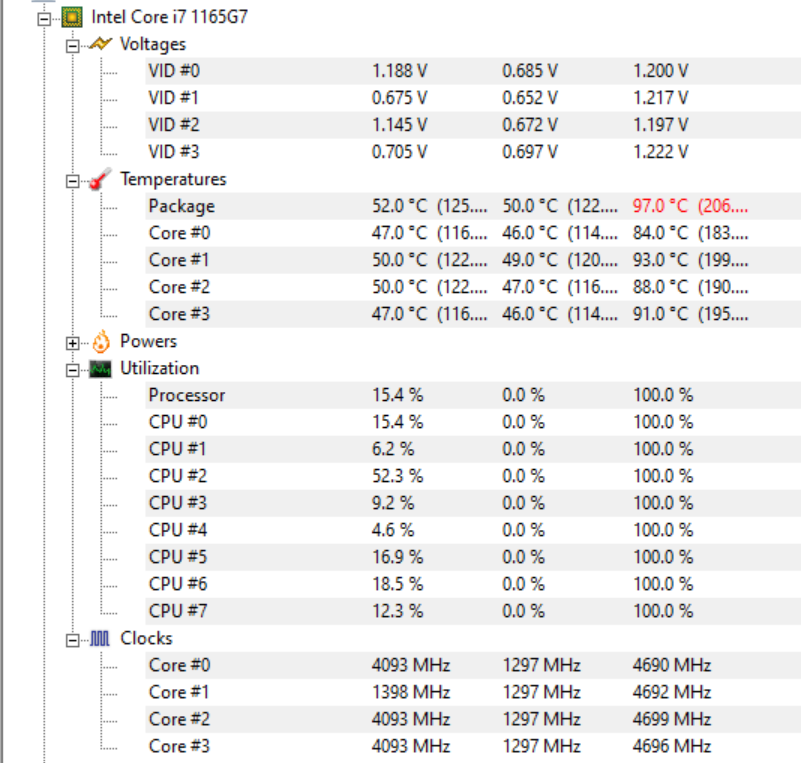 Intel Core i7 1165G7
Voltages
VID #0 1.188 V 0.685 V 1.200 V
VID #1 0.675 V 0.652 V 1.217 V
VID #2 1.145 V 0.672 V 1.197 V
VID #3 0.705 V 0.697 V 1.222 V
Temperatures
Package 52.0 °C (125.... 50.0 °C (122.... 97.0 °C (206....
Core #0 47.0 °C (116.... 46.0 °C (114.... 84.0 °C (183....
Core #1 50.0 °C (122.... 49.0 °C (120.... 93.0 °C (199....
Core #2 50.0 °C (122.... 47.0 °C (116.... 88.0 °C (190....
Core #3 47.0 °C (116.... 46.0 °C (114.... 91.0 °C (195....
Powers
Utilization
Processor 15.4 % 0.0 % 100.0 %
CPU #0 15.4 % 0.0 % 100.0 %
CPU #1 6.2 % 0.0 % 100.0 %
CPU #2 52.3 % 0.0 % 100.0 %
CPU #3 9.2 % 0.0 % 100.0 %
CPU #4 4.6 % 0.0 % 100.0 %
CPU #5 16.9 % 0.0 % 100.0 %
CPU #6 18.5 % 0.0 % 100.0 %
CPU #7 12.3 % 0.0 % 100.0 %
Clocks
Core #0 4093 MHz 1297 MHz 4690 MHz
Core #1 1398 MHz 1297 MHz 4692 MHz
Core #2 4093 MHz 1297 MHz 4699 MHz
Core #3 4093 MHz 1297 MHz 4696 MHz